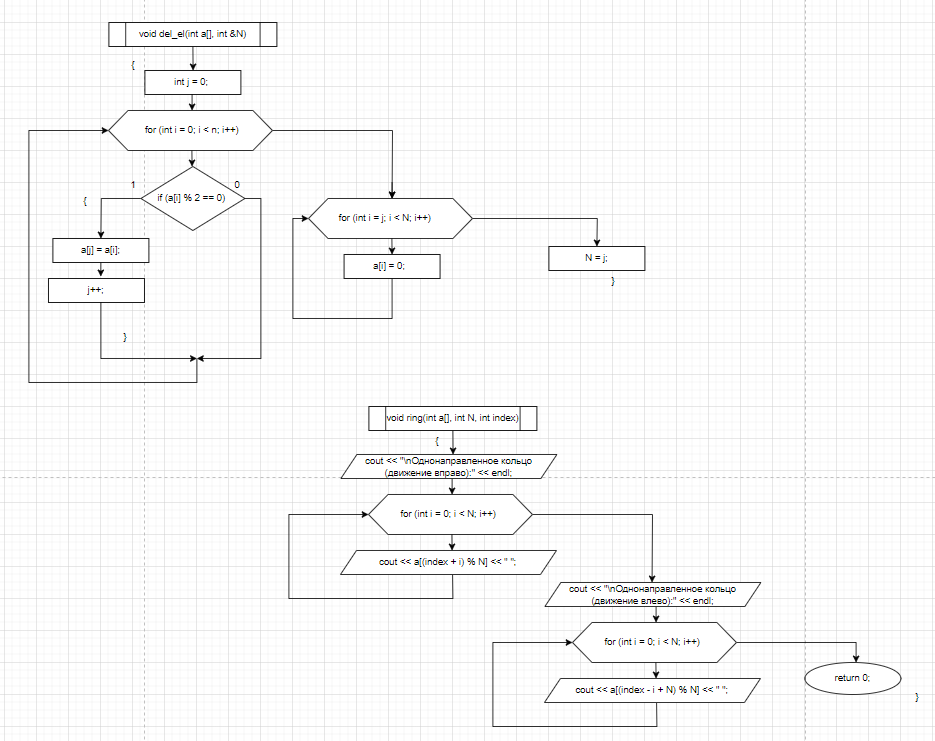 void del_el(int a[], int &N)
{
int j = 0;
for (int i = 0; i < n; i++)
1
0
{
if (a[i] % 2 == 0)
a[j] = a[i];
j++;
}
for (int i = j; i < N; i++)
a[i] = 0;
N = j;
}
void ring(int a[], int N, int index)
{
cout << "\nОднонаправленное кольцо
(движение вправо):" << endl;
for (int i = 0; i < N; i++)
cout << a[(index + i) % N] << " ";
cout << "\nОднонаправленное кольцо
(движение влево):" << endl;
for (int i = 0; i < N; i++)
cout << a[(index - i + N) % N] << " ";
return 0;
}